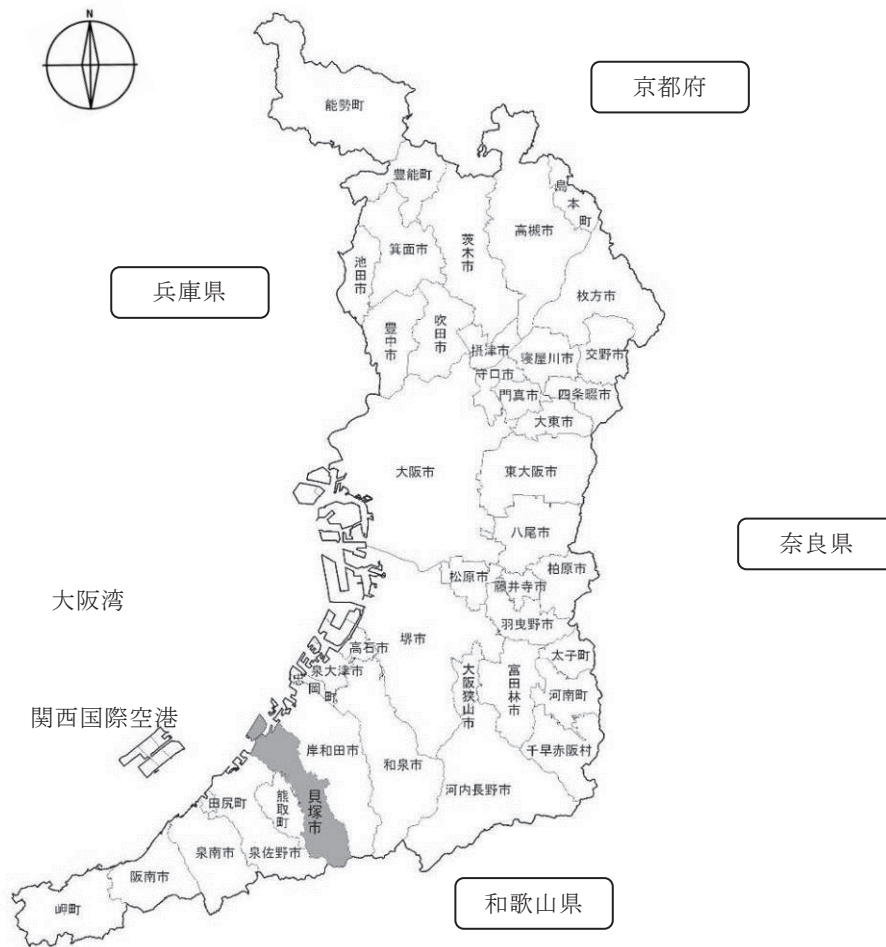 N
京都府
能勢町
豊能町
島本町
高槻市
茨木市
箕面市
池田市
兵庫県
枚方市
豊中市
吹田市
摂津市
寝屋川市
交野市
守口市
門真市
四条畷市
大東市
大阪市
東大阪市
八尾市
奈良県
松原市
藤井寺市
柏原市
大阪湾
羽曳野市
堺市
高石市
太子町
泉大津市
忠岡町
大阪狭山市
富田林市
河南町
関西国際空港
千早赤阪村
岸和田市
和泉市
河内長野市
貝塚市
熊取町
田尻町
泉南市
泉佐野市
阪南市
岬町
和歌山県